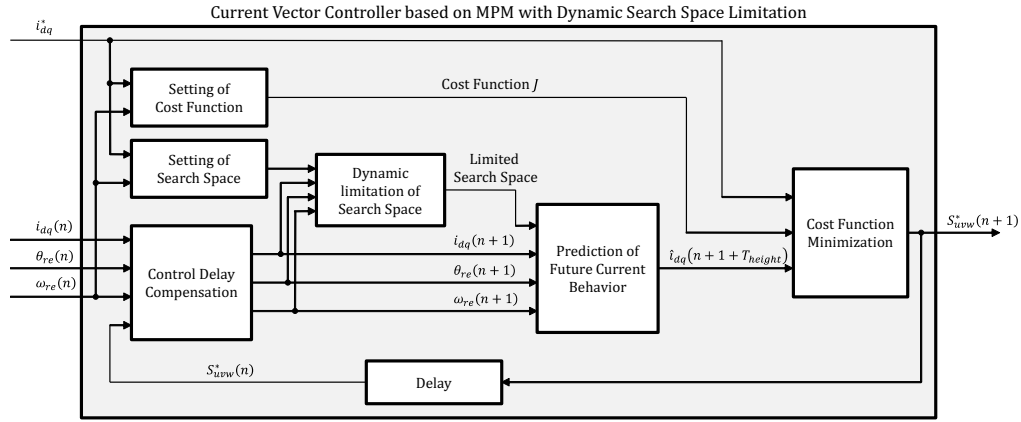 Current Vector Controller based on MPM with Dynamic Search Space Limitation
i*dq
Setting of
Cost Function
Cost Function J
Setting of
Search Space
Dynamic
limitation of
Search Space
Limited
Search Space
idq(n)
θre(n)
ωre(n)
Control Delay
Compensation
idq(n + 1)
θre(n + 1)
ωre(n + 1)
Prediction of
Future Current
Behavior
îdq(n + 1 + Theight)
Cost Function
Minimization
S*uvw(n + 1)
S*uvw(n)
Delay